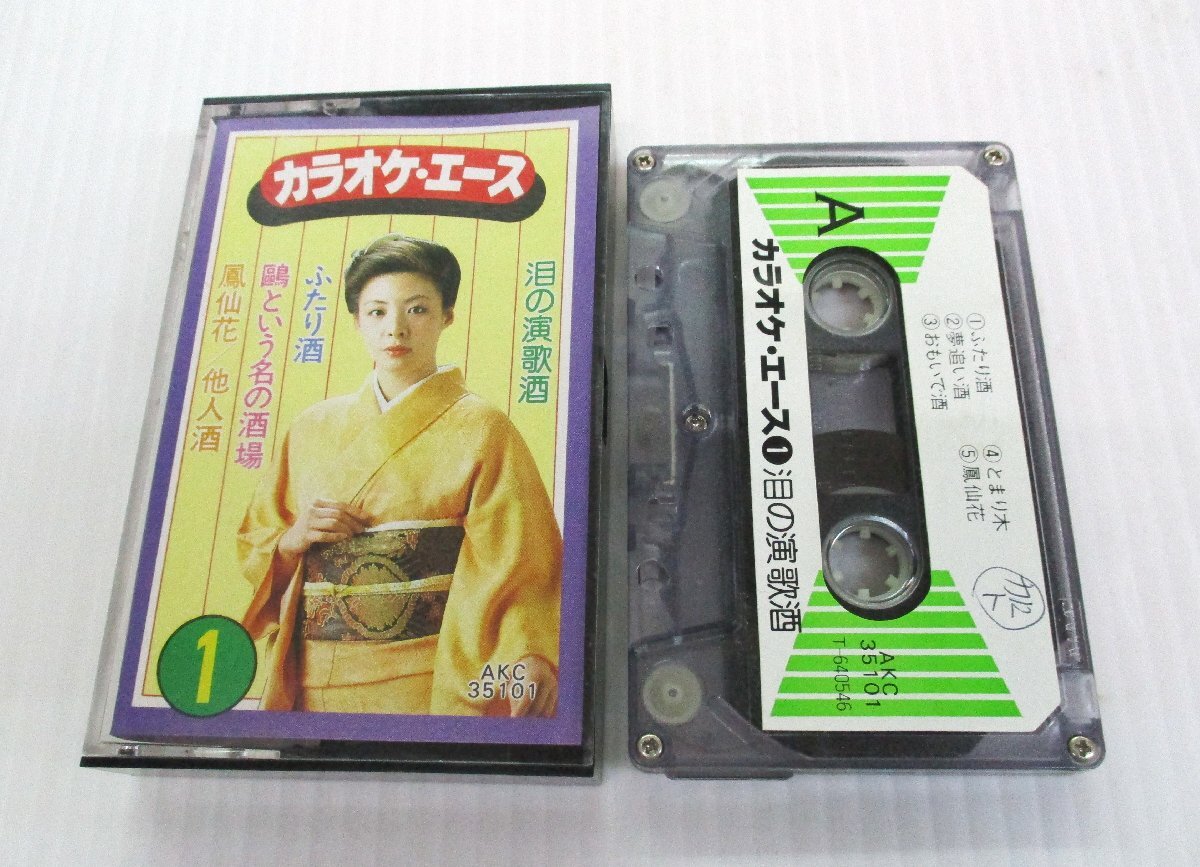 カラオケ・エース
泪の演歌酒
ふたり酒
鷗という名の酒場
鳳仙花／他人酒
1
AKC
35101
A
カラオケ・エース❶泪の演歌酒
①ふたり酒
②夢追い酒
③おもいで酒
④とまり木
⑤鳳仙花
AKC
35101
T-640546